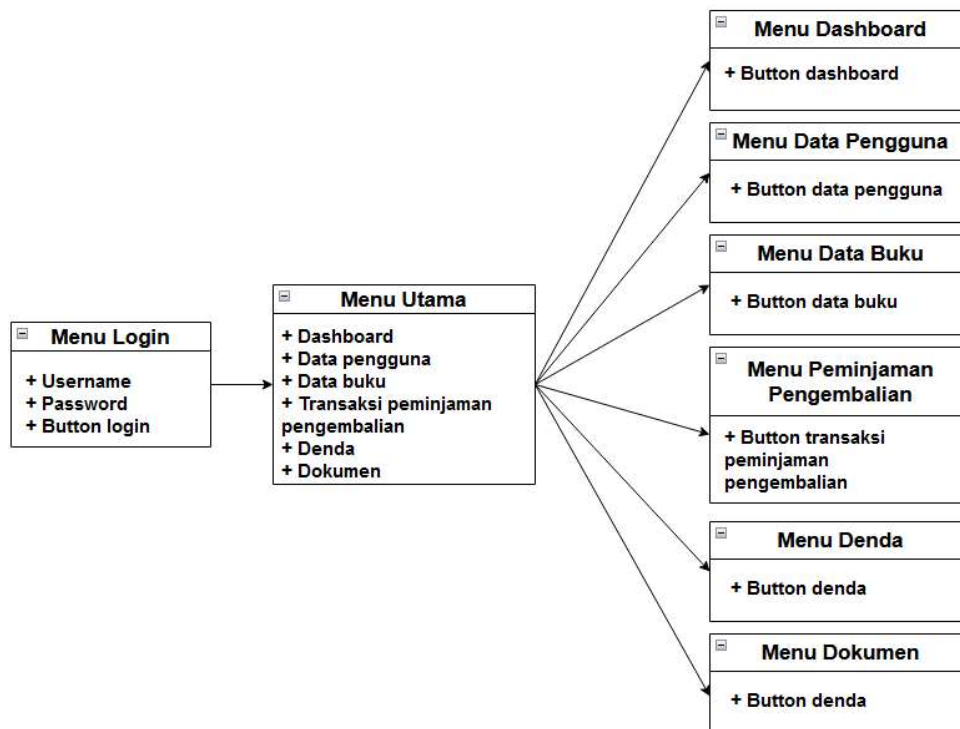 Menu Login
+ Username
+ Password
+ Button login
Menu Utama
+ Dashboard
+ Data pengguna
+ Data buku
+ Transaksi peminjaman
pengembalian
+ Denda
+ Dokumen
Menu Dashboard
+ Button dashboard
Menu Data Pengguna
+ Button data pengguna
Menu Data Buku
+ Button data buku
Menu Peminjaman
Pengembalian
+ Button transaksi
peminjaman
pengembalian
Menu Denda
+ Button denda
Menu Dokumen
+ Button denda